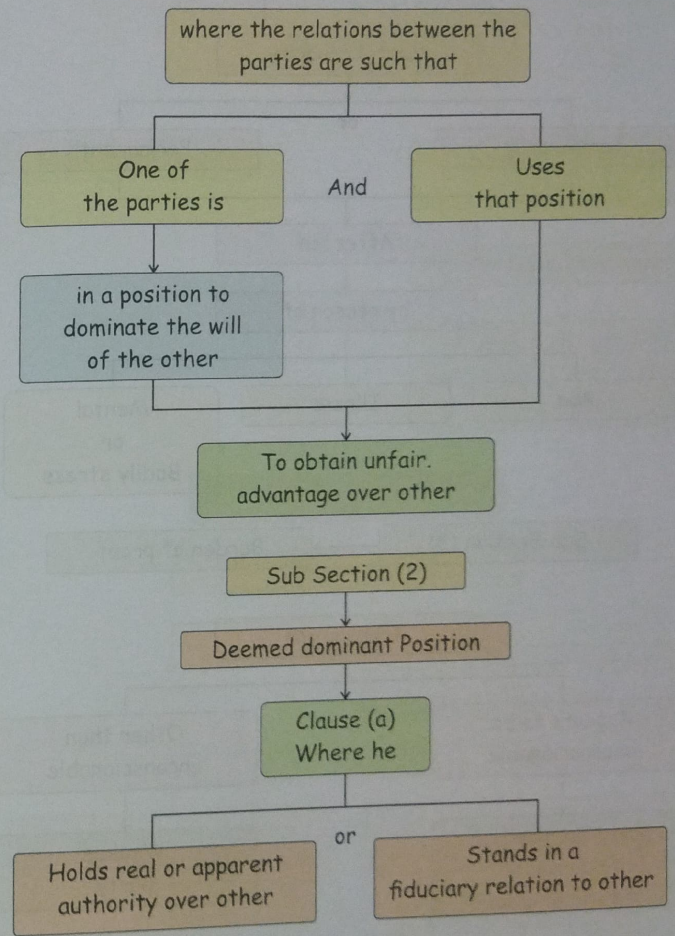 where the relations between the
parties are such that
One of
the parties is
And
Uses
that position
in a position to
dominate the will
of the other
To obtain unfair.
advantage over other
Sub Section (2)
Deemed dominant Position
Clause (a)
Where he
or
Holds real or apparent
authority over other
Stands in a
fiduciary relation to other